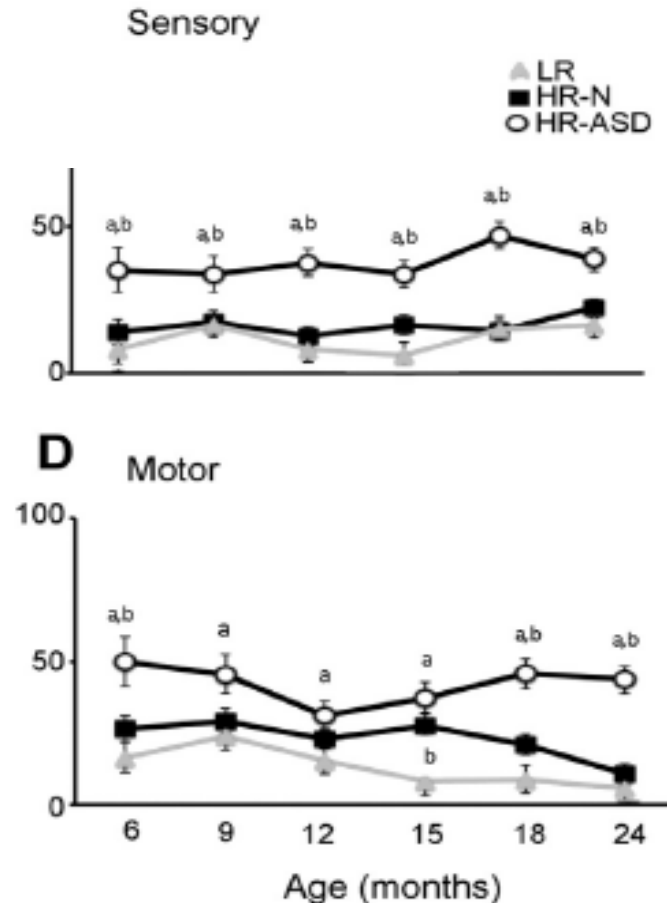 Sensory
LR
HR-N
HR-ASD
a,b a,b a,b a,b a,b a,b
50
0
D Motor
100
a,b a a a a,b a,b
50
b
0
6 9 12 15 18 24
Age (months)